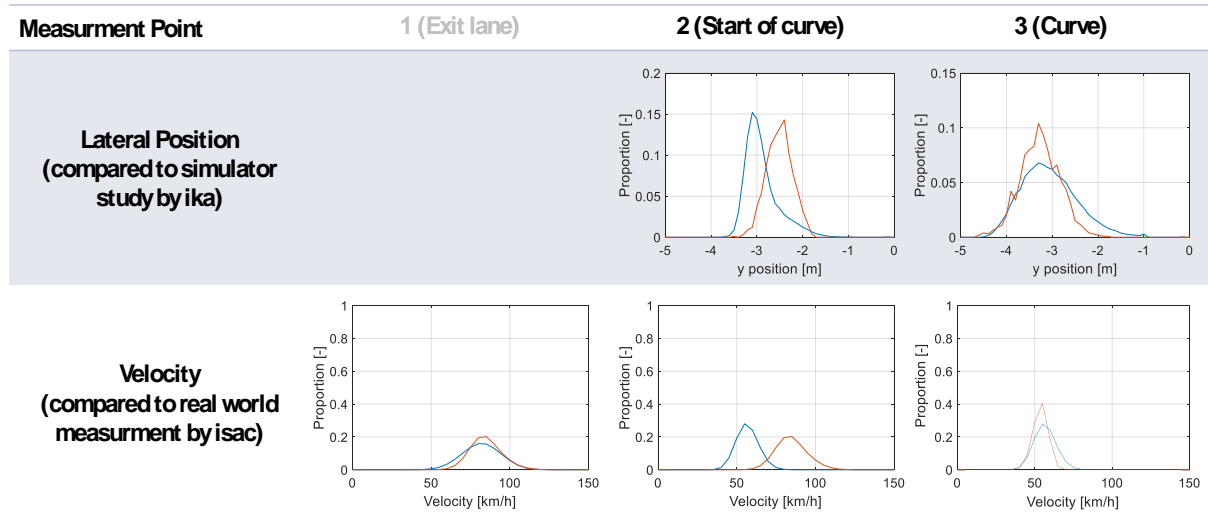 Measurment Point
1 (Exit lane)
2 (Start of curve)
3 (Curve)
Lateral Position
(compared to simulator
study by ika)
Proportion [-]
0.2
0.15
0.1
0.05
0
-5 -4 -3 -2 -1 0
y position [m]
Proportion [-]
0.15
0.1
0.05
0
-5 -4 -3 -2 -1 0
y position [m]
Velocity
(compared to real world
measurment by isac)
Proportion [-]
1
0.8
0.6
0.4
0.2
0
0 50 100 150
Velocity [km/h]
Proportion [-]
1
0.8
0.6
0.4
0.2
0
0 50 100 150
Velocity [km/h]
Proportion [-]
1
0.8
0.6
0.4
0.2
0
0 50 100 150
Velocity [km/h]